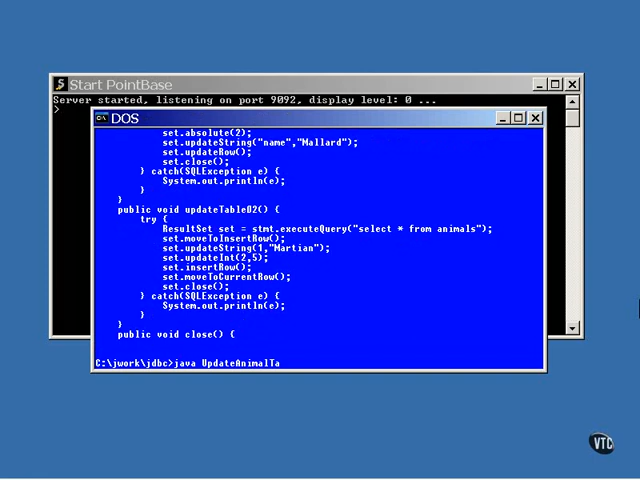 Start PointBase
Server started, listening on port 9092, display level: 0 ...
>
DOS
set.absolute(2);
set.updateString("name","Mallard");
set.updateRow();
set.close();
} catch(SQLException e) {
System.out.println(e);
}
}
public void updateTable02() {
try {
ResultSet set = stmt.executeQuery("select * from animals");
set.moveToInsertRow();
set.updateString(1,"Martian");
set.updateInt(2,5);
set.insertRow();
set.moveToCurrentRow();
set.close();
} catch(SQLException e) {
System.out.println(e);
}
}
public void close() {
C:\jwork\jdbc>java UpdateAnimalTa
VTC